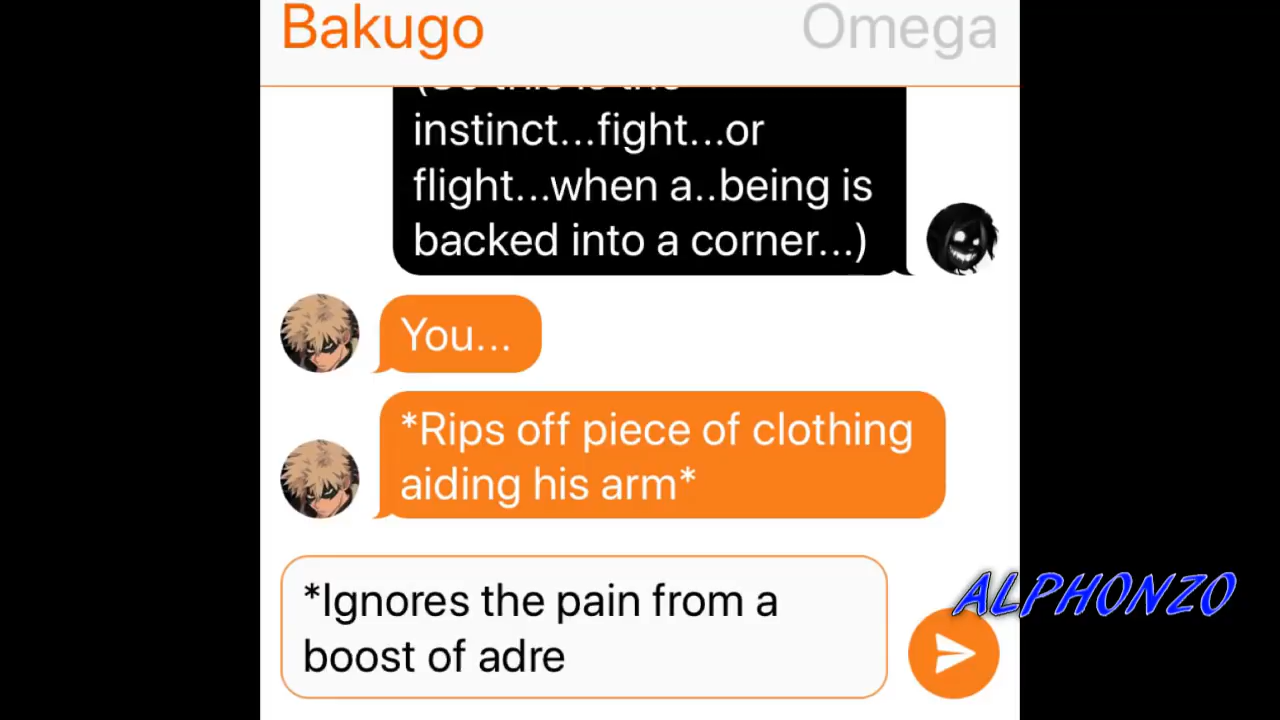 Bakugo
Omega
instinct...fight...or
flight...when a..being is
backed into a corner...)
You...
*Rips off piece of clothing
aiding his arm*
*Ignores the pain from a
boost of adre
ALPHONZO